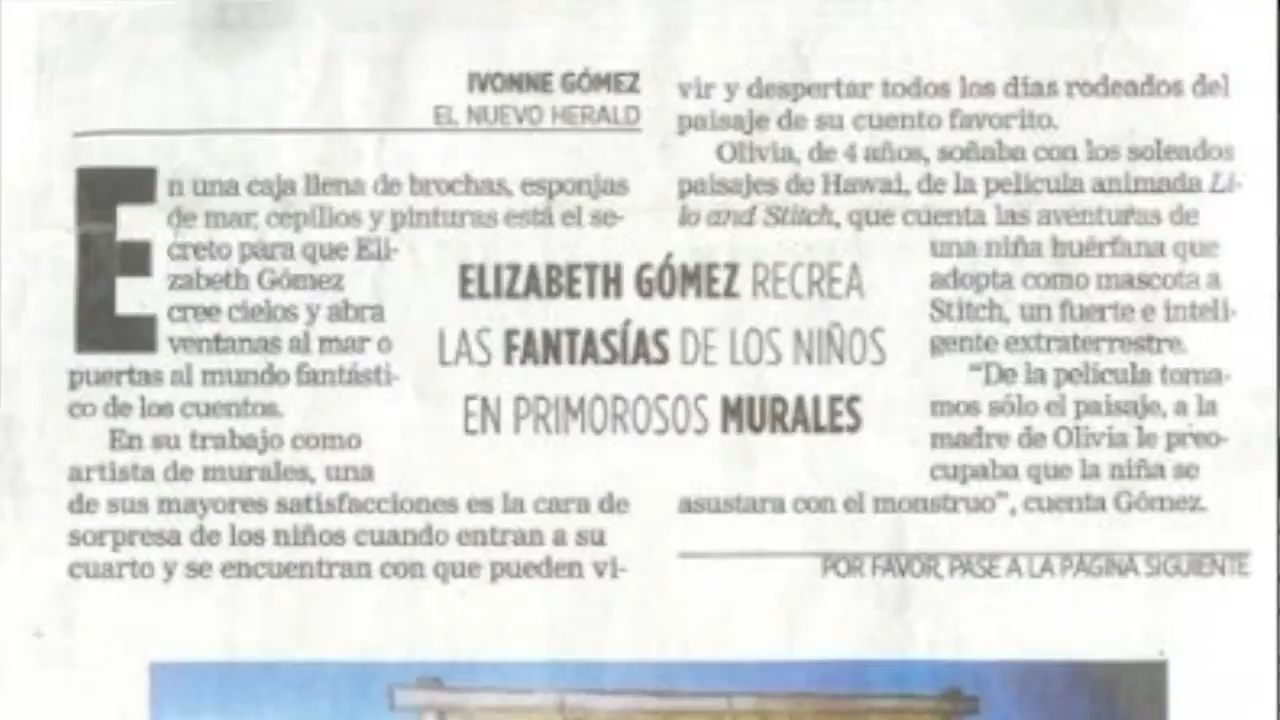 IVONNE GÓMEZ
EL NUEVO HERALD
En una caja llena de brochas, esponjas
de mar, cepillos y pinturas está el se-
creto para que Eli-
zabeth Gómez
cree cielos y abra
ventanas al mar o
puertas al mundo fantásti-
co de los cuentos.
En su trabajo como
artista de murales, una
de sus mayores satisfacciones es la cara de
sorpresa de los niños cuando entran a su
cuarto y se encuentran con que pueden vi-
ELIZABETH GÓMEZ RECREA
LAS FANTASÍAS DE LOS NIÑOS
EN PRIMOROSOS MURALES
vir y despertar todos los días rodeados del
paisaje de su cuento favorito.
Olivia, de 4 años, soñaba con los soleados
paisajes de Hawai, de la película animada Li-
lo and Stitch, que cuenta las aventuras de
una niña huérfana que
adopta como mascota a
Stitch, un fuerte e inteli-
gente extraterrestre.
"De la película toma-
mos sólo el paisaje, a la
madre de Olivia le preo-
cupaba que la niña se
asustara con el monstruo", cuenta Gómez.
POR FAVOR, PASE A LA PÁGINA SIGUIENTE